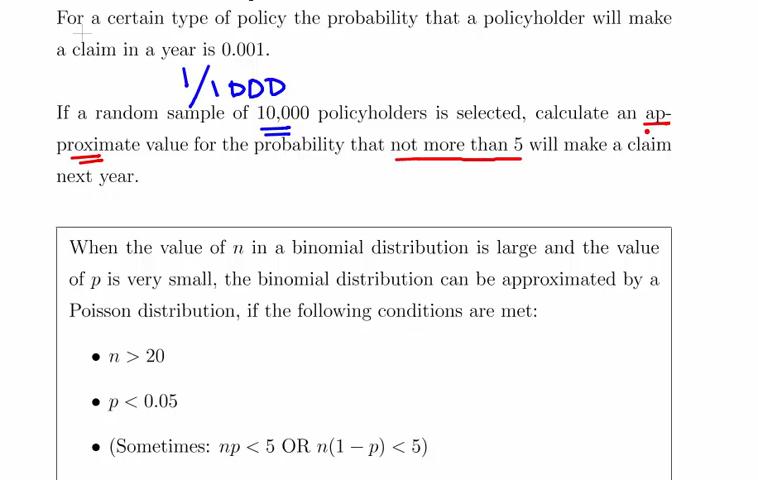 For a certain type of policy the probability that a policyholder will make
a claim in a year is 0.001.
1/1000
If a random sample of 10,000 policyholders is selected, calculate an ap-
proximate value for the probability that not more than 5 will make a claim
next year.
When the value of n in a binomial distribution is large and the value
of p is very small, the binomial distribution can be approximated by a
Poisson distribution, if the following conditions are met:
• n > 20
• p < 0.05
• (Sometimes: np < 5 OR n(1 − p) < 5)